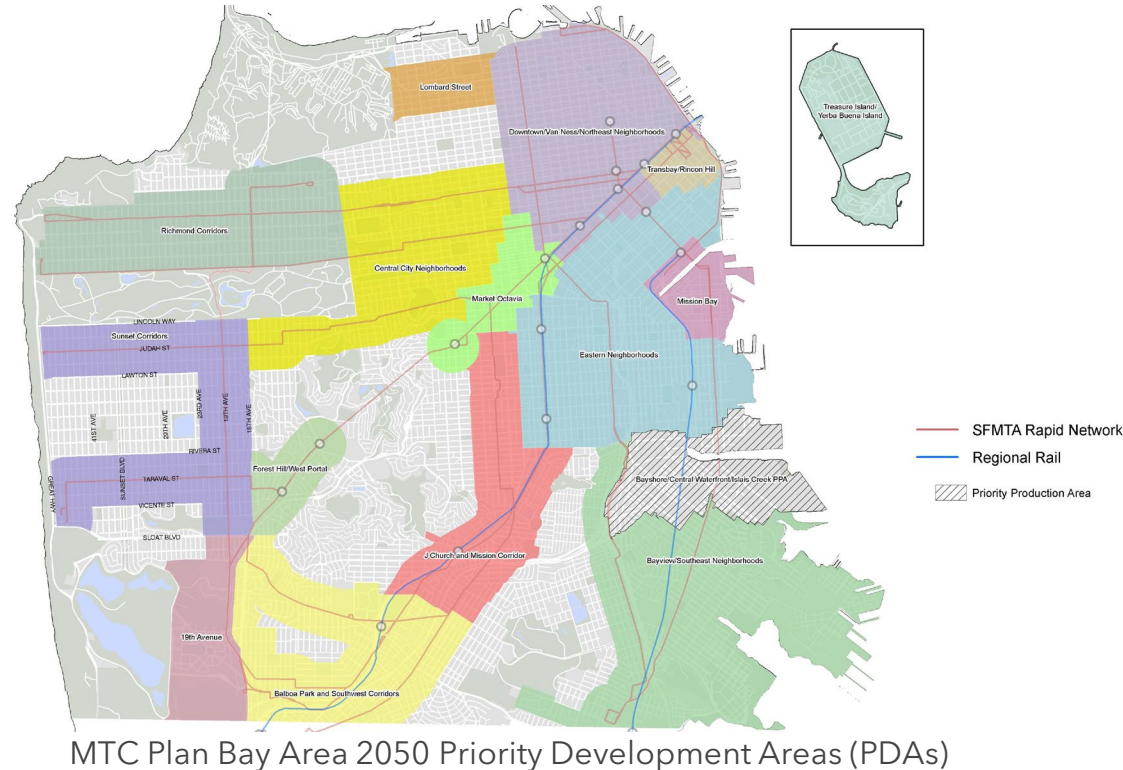 Lombard Street
Downtown/Van Ness/Northeast Neighborhoods
Treasure Island/
Yerba Buena Island
Transbay/Rincon Hill
Richmond Corridors
Central City Neighborhoods
Market Octavia
Mission Bay
LINCOLN WAY
Sunset Corridors
JUDAH ST
Eastern Neighborhoods
LAWTON ST
41ST AVE
29TH AVE
23RD AVE
19TH AVE
15TH AVE
RIVERA ST
SFMTA Rapid Network
Regional Rail
Forest Hill/West Portal
SUNSET BLVD
TARAVAL ST
GREAT HWY
Bayshore/Central Waterfront/Islais Creek PPA
Priority Production Area
VICENTE ST
SLOAT BLVD
J Church and Mission Corridor
Bayview/Southeast Neighborhoods
19th Avenue
Balboa Park and Southwest Corridors
MTC Plan Bay Area 2050 Priority Development Areas (PDAs)